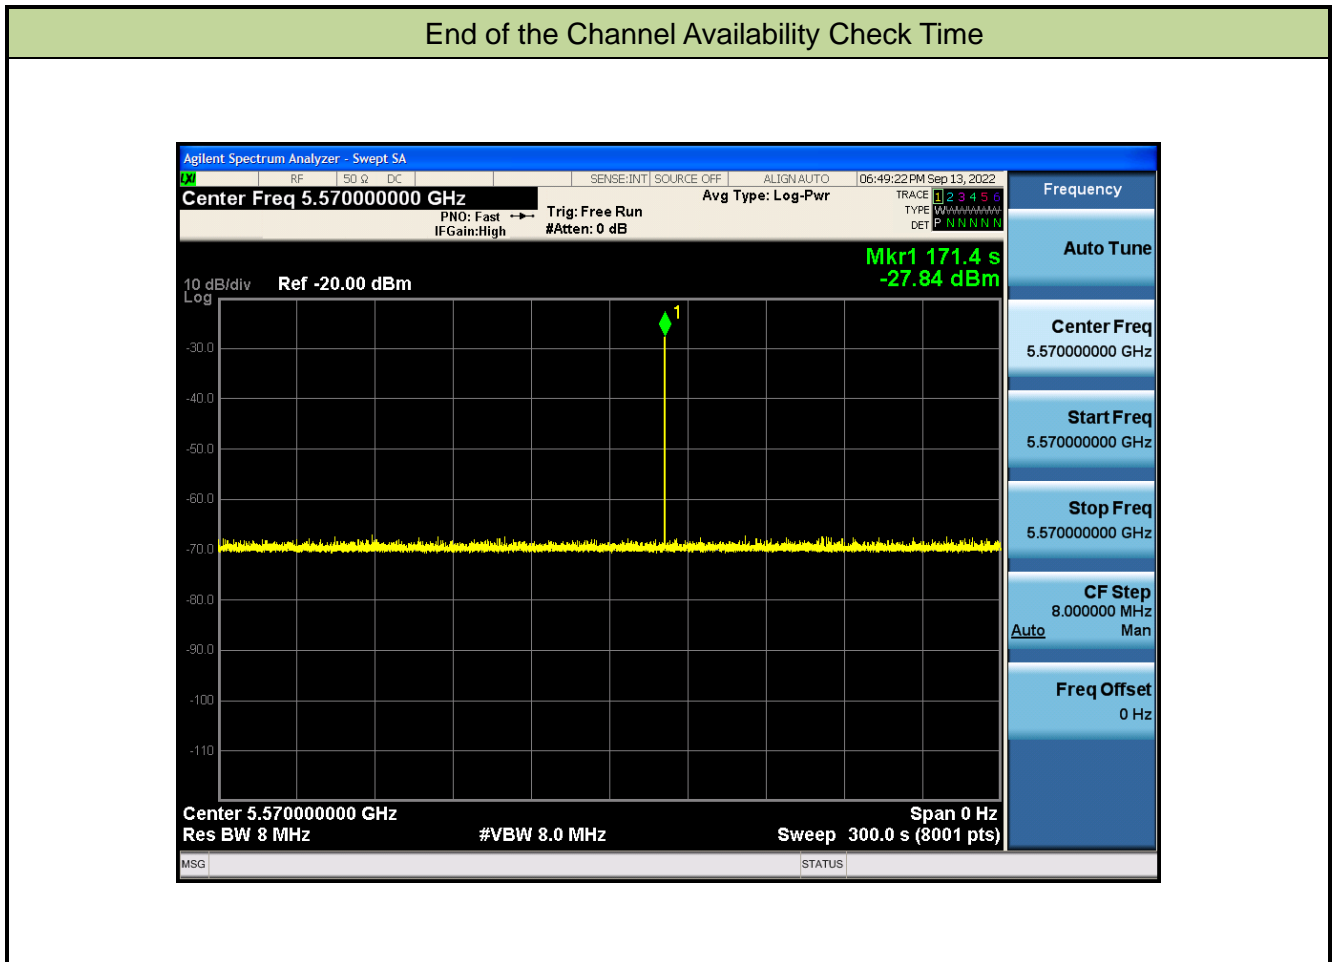 End of the Channel Availability Check Time
Agilent Spectrum Analyzer - Swept SA
LXI RF 50 Ω DC SENSE:INT SOURCE OFF ALIGN AUTO 06:49:22 PM Sep 13, 2022
Center Freq 5.570000000 GHz
PNO: Fast
IFGain:High
Trig: Free Run
#Atten: 0 dB
Avg Type: Log-Pwr
TRACE 1 2 3 4 5 6
TYPE
DET P N N N N N
Mkr1 171.4 s
-27.84 dBm
10 dB/div Ref -20.00 dBm
Log
1
-30.0
-40.0
-50.0
-60.0
-70.0
-80.0
-90.0
-100
-110
Center 5.570000000 GHz Span 0 Hz
Res BW 8 MHz #VBW 8.0 MHz Sweep 300.0 s (8001 pts)
MSG STATUS
Frequency
Auto Tune
Center Freq
5.570000000 GHz
Start Freq
5.570000000 GHz
Stop Freq
5.570000000 GHz
CF Step
8.000000 MHz
Auto Man
Freq Offset
0 Hz